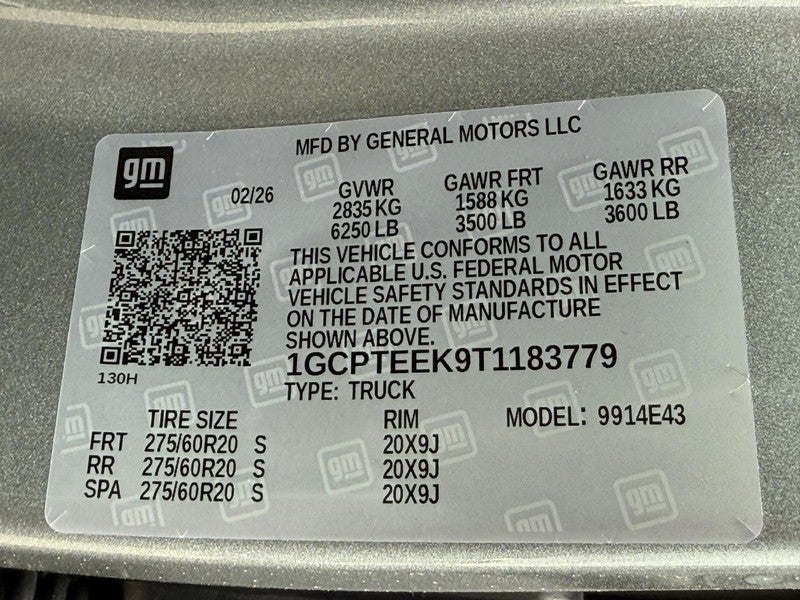 gm
MFD BY GENERAL MOTORS LLC
02/26
GVWR
2835 KG
6250 LB
GAWR FRT
1588 KG
3500 LB
GAWR RR
1633 KG
3600 LB
THIS VEHICLE CONFORMS TO ALL
APPLICABLE U.S. FEDERAL MOTOR
VEHICLE SAFETY STANDARDS IN EFFECT
ON THE DATE OF MANUFACTURE
SHOWN ABOVE.
130H
1GCPTEEK9T1183779
TYPE: TRUCK
TIRE SIZE RIM MODEL: 9914E43
FRT 275/60R20 S 20X9J
RR 275/60R20 S 20X9J
SPA 275/60R20 S 20X9J